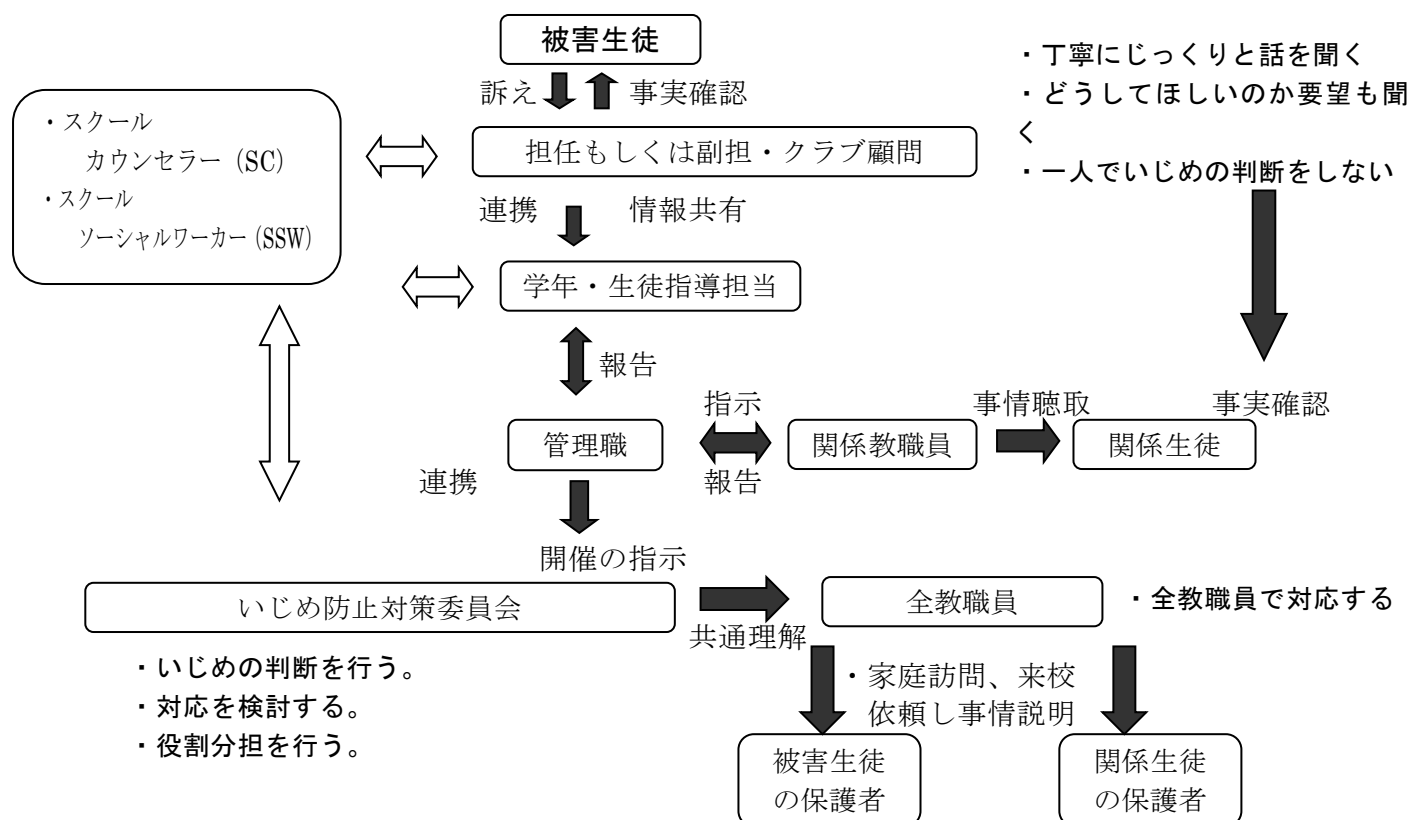 被害生徒
訴え
事実確認
・丁寧にじっくりと話を聞く
・どうしてほしいのか要望も聞
く
・一人でいじめの判断をしない
・スクール
カウンセラー（SC）
・スクール
ソーシャルワーカー（SSW）
担任もしくは副担・クラブ顧問
連携
情報共有
学年・生徒指導担当
報告
管理職
指示
報告
関係教職員
事情聴取
事実確認
関係生徒
連携
開催の指示
いじめ防止対策委員会
・いじめの判断を行う。
・対応を検討する。
・役割分担を行う。
共通理解
全教職員
・全教職員で対応する
・家庭訪問、来校
依頼し事情説明
被害生徒
の保護者
関係生徒
の保護者